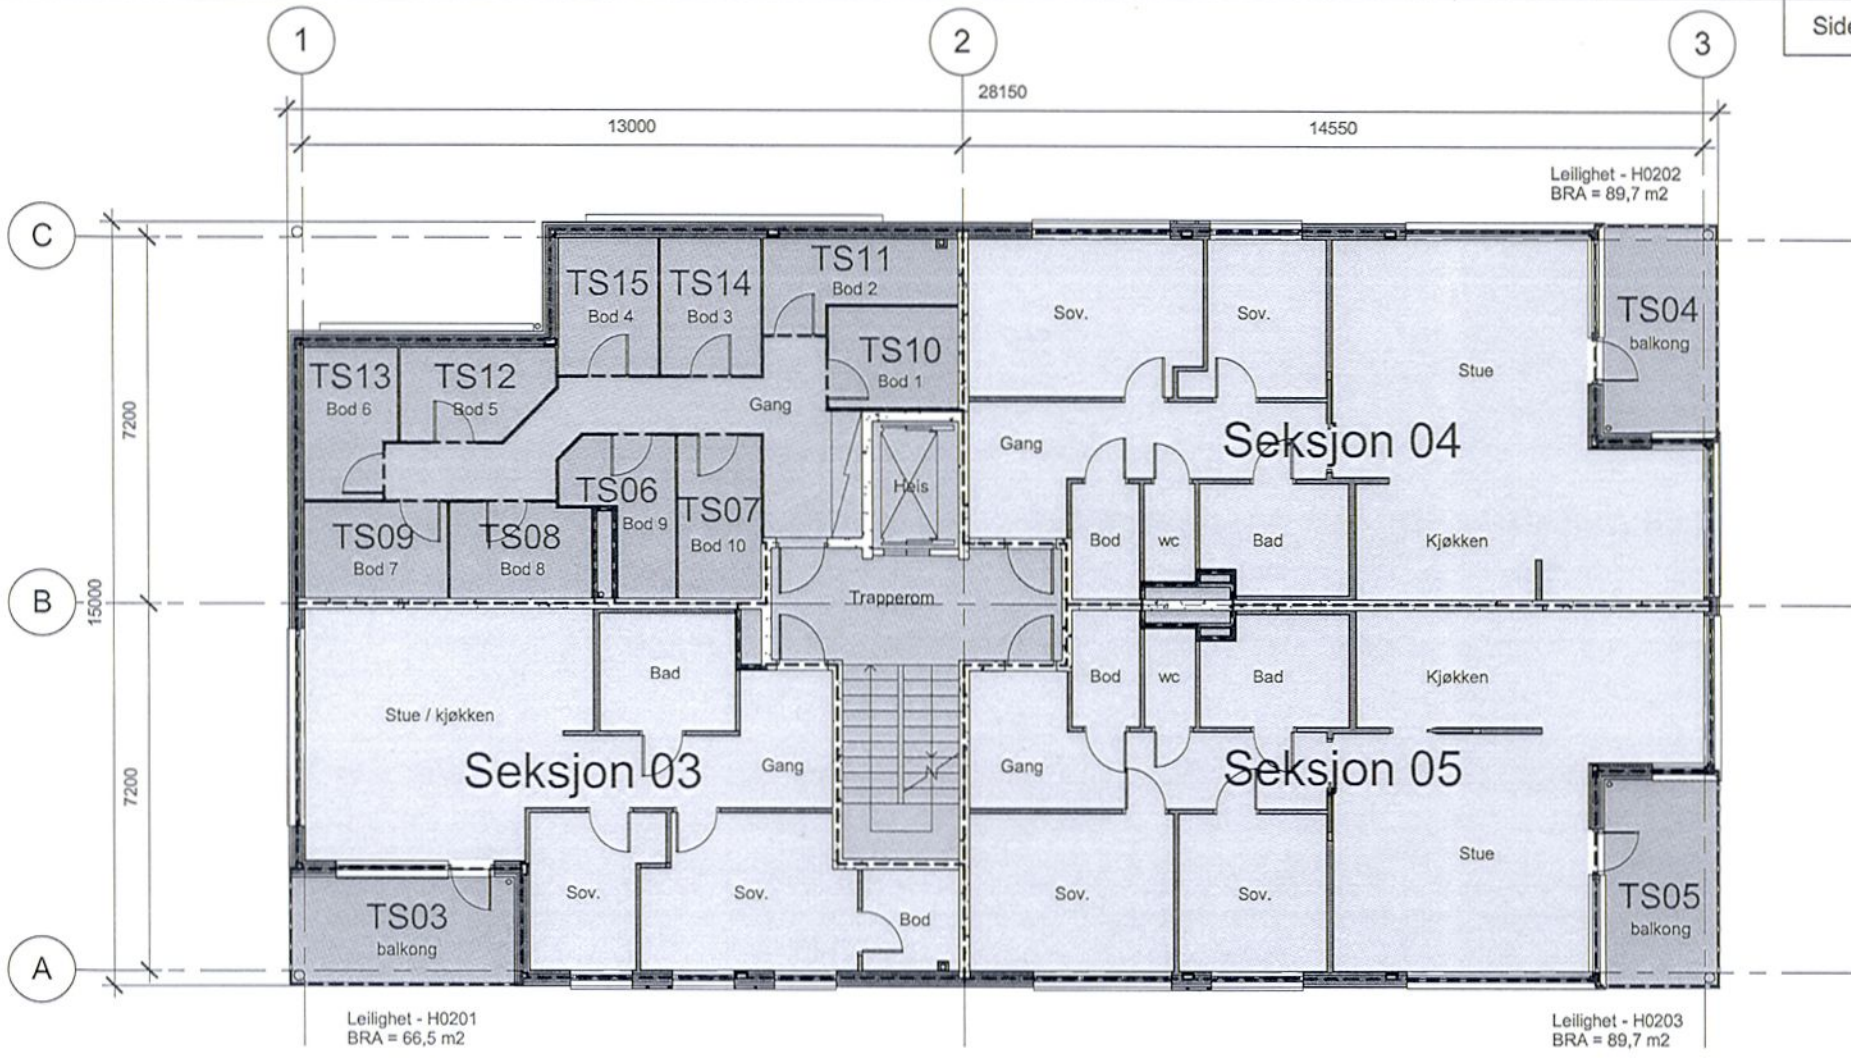 Side
1
2
3
28150
13000
14550
Leilighet - H0202
BRA = 89,7 m2
C
TS15
Bod 4
TS14
Bod 3
TS11
Bod 2
TS10
Bod 1
Sov.
Sov.
Stue
TS04
balkong
TS13
Bod 6
TS12
Bod 5
Gang
7200
Gang
Seksjon 04
Heis
TS06
Bod 9
TS07
Bod 10
TS09
Bod 7
TS08
Bod 8
Bod
wc
Bad
Kjøkken
B
15000
Trapperom
Bad
Bod
wc
Bad
Kjøkken
Stue / kjøkken
Seksjon 03
Gang
Gang
Seksjon 05
7200
Sov.
Sov.
Bod
Sov.
Sov.
Stue
TS03
balkong
TS05
balkong
A
Leilighet - H0201
BRA = 66,5 m2
Leilighet - H0203
BRA = 89,7 m2